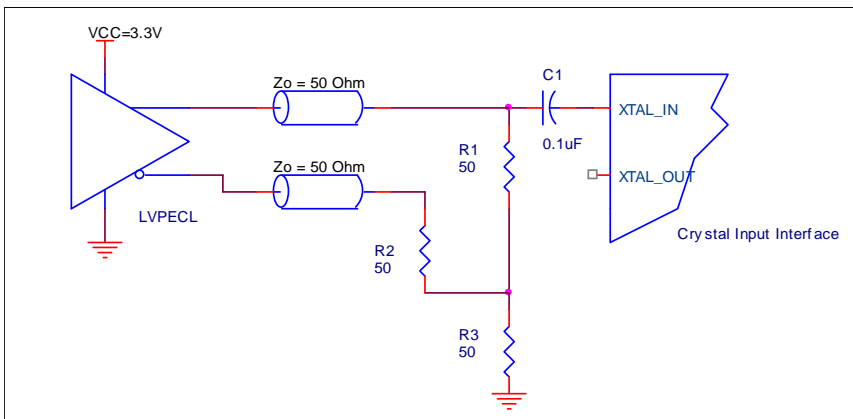 VCC=3.3V
Zo = 50 Ohm
C1
XTAL_IN
0.1uF
R1
50
Zo = 50 Ohm
XTAL_OUT
LVPECL
Crystal Input Interface
R2
50
R3
50